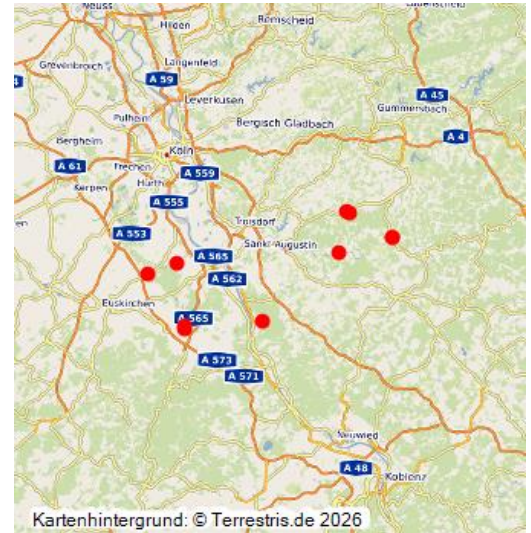 Neuss
Remscheid
Hilden
Grevenbroich
Langenfeld
A 59
Leverkusen
A 45
Gummersbach
Pulheim
Bergisch Gladbach
A 4
Bergheim
Köln
A 61
Frechen
A 559
Kerpen
Hürth
A 555
Troisdorf
A 553
Sankt Augustin
A 565
A 562
Euskirchen
A 565
A 573
A 571
Neuwied
A 48
Koblenz
Kartenhintergrund: © Terrestris.de 2026